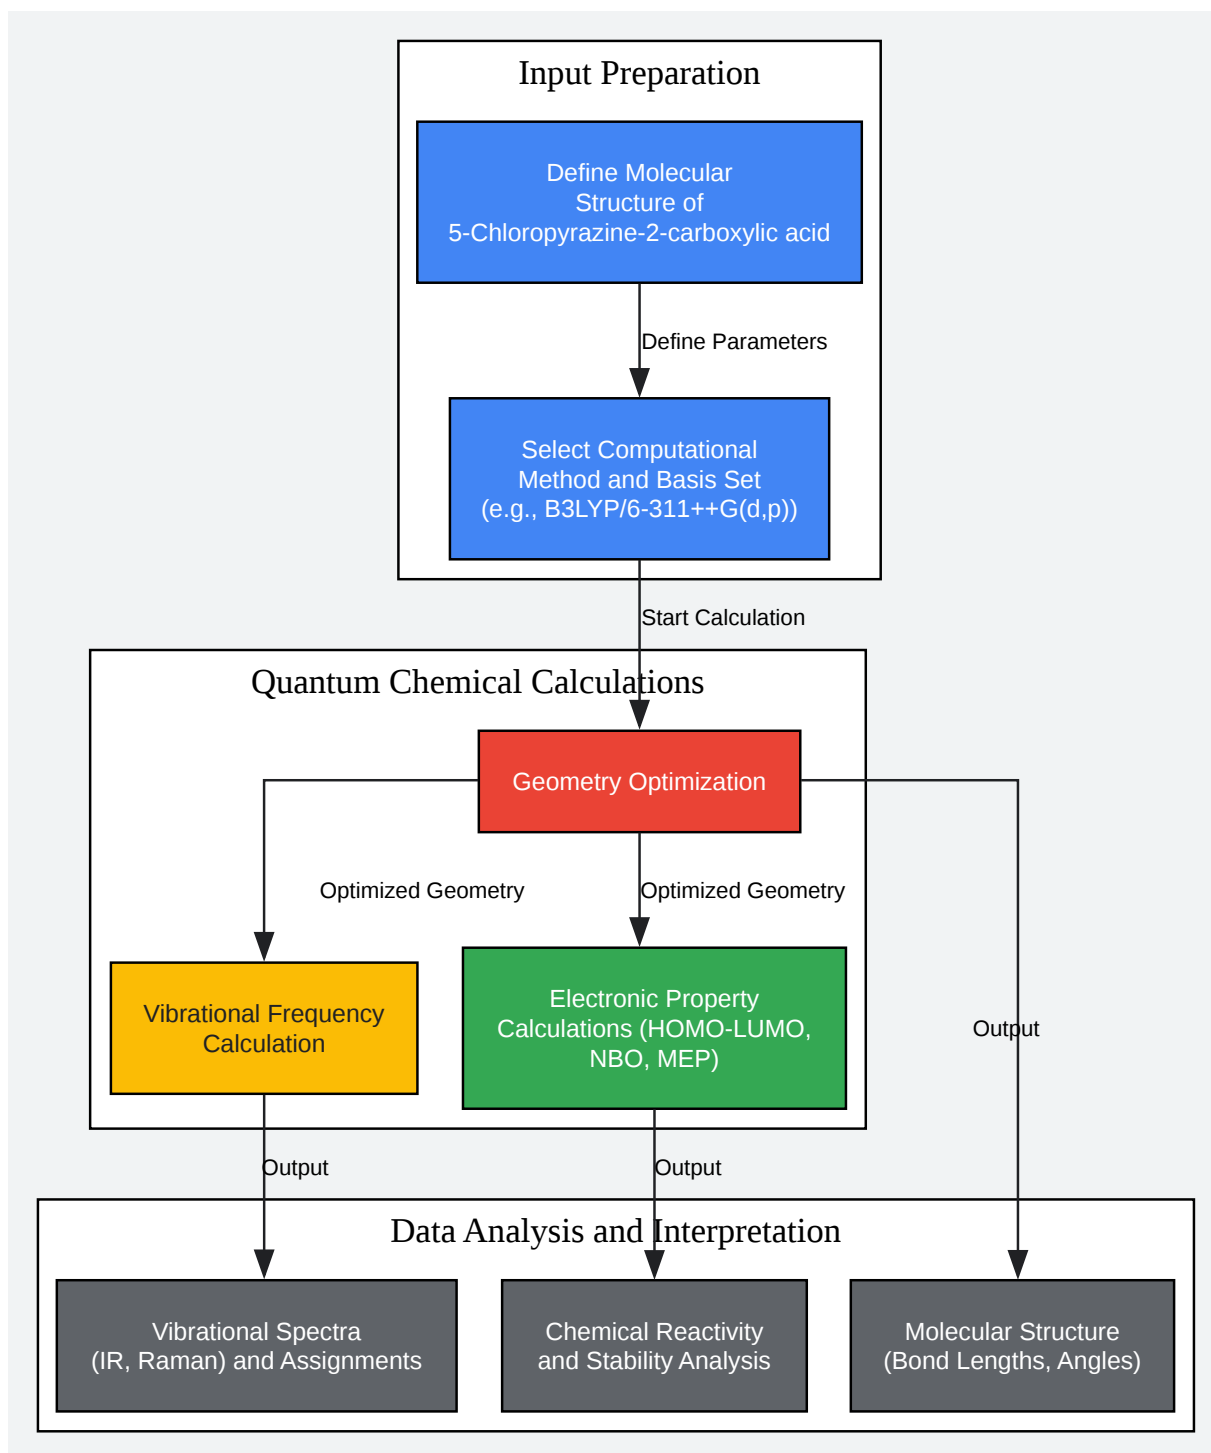 Input Preparation
Define Molecular
Structure of
5-Chloropyrazine-2-carboxylic acid
Define Parameters
Select Computational
Method and Basis Set
(e.g., B3LYP/6-311++G(d,p))
Start Calculation
Quantum Chemical Calculations
Geometry Optimization
Optimized Geometry
Optimized Geometry
Vibrational Frequency
Calculation
Electronic Property
Calculations (HOMO-LUMO,
NBO, MEP)
Output
Output
Output
Data Analysis and Interpretation
Vibrational Spectra
(IR, Raman) and Assignments
Chemical Reactivity
and Stability Analysis
Molecular Structure
(Bond Lengths, Angles)